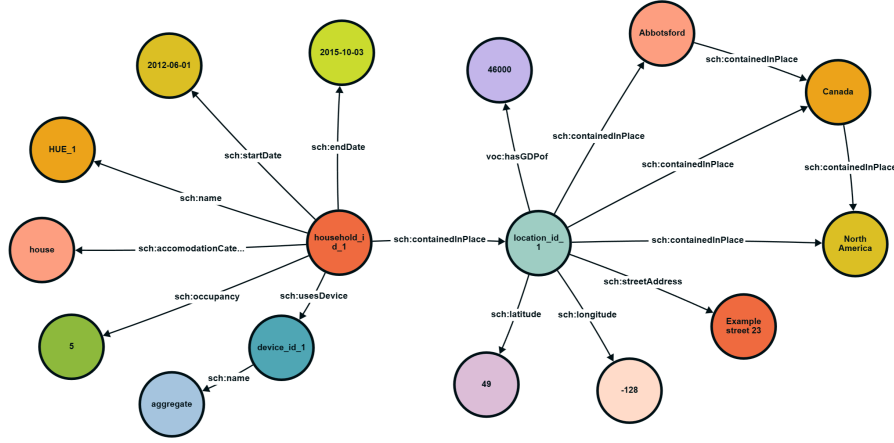 Abbotsford
2015-10-03
2012-06-01
46000
sch:containedInPlace
Canada
sch:containedInPlace
HUE_1
sch:endDate
sch:startDate
voc:hasGDPof
sch:containedInPlace
sch:containedInPlace
sch:name
house
sch:accomodationCate...
household_i
d_1
sch:containedInPlace
location_id_
1
sch:containedInPlace
North
America
sch:occupancy
sch:usesDevice
sch:streetAddress
sch:latitude
sch:longitude
Example
street 23
5
device_id_1
sch:name
aggregate
49
-128